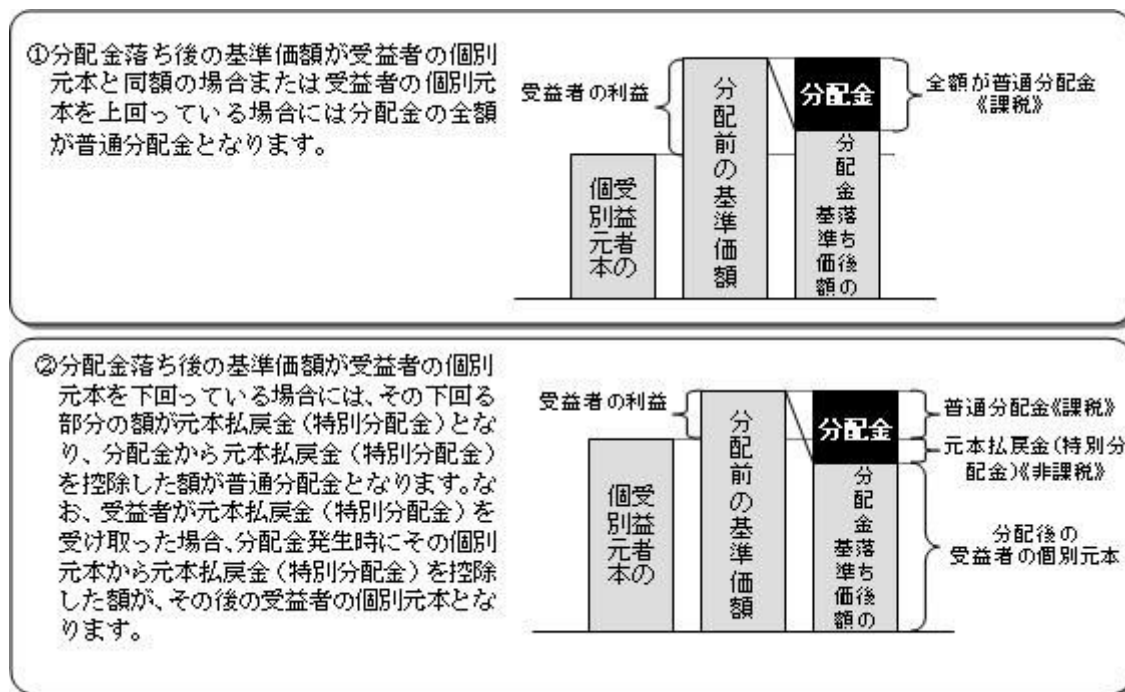 ①分配金落ち後の基準価額が受益者の個別
元本と同額の場合または受益者の個別元
本を上回っている場合には分配金の全額
が普通分配金となります。
受益者の利益
受益者の
個別元本
分配前の基準価額
分配金
分配金
落ち後の
基準価額
全額が普通分配金
《課税》
②分配金落ち後の基準価額が受益者の個別
元本を下回っている場合には、その下回る
部分の額が元本払戻金(特別分配金)とな
り、分配金から元本払戻金(特別分配金)
を控除した額が普通分配金となります。な
お、受益者が元本払戻金(特別分配金)を
受け取った場合、分配金発生時にその個別
元本から元本払戻金(特別分配金)を控除
した額が、その後の受益者の個別元本とな
ります。
受益者の利益
受益者の
個別元本
分配前の基準価額
分配金
分配金
落ち後の
基準価額
普通分配金《課税》
元本払戻金(特別分
配金)《非課税》
分配後の
受益者の個別元本